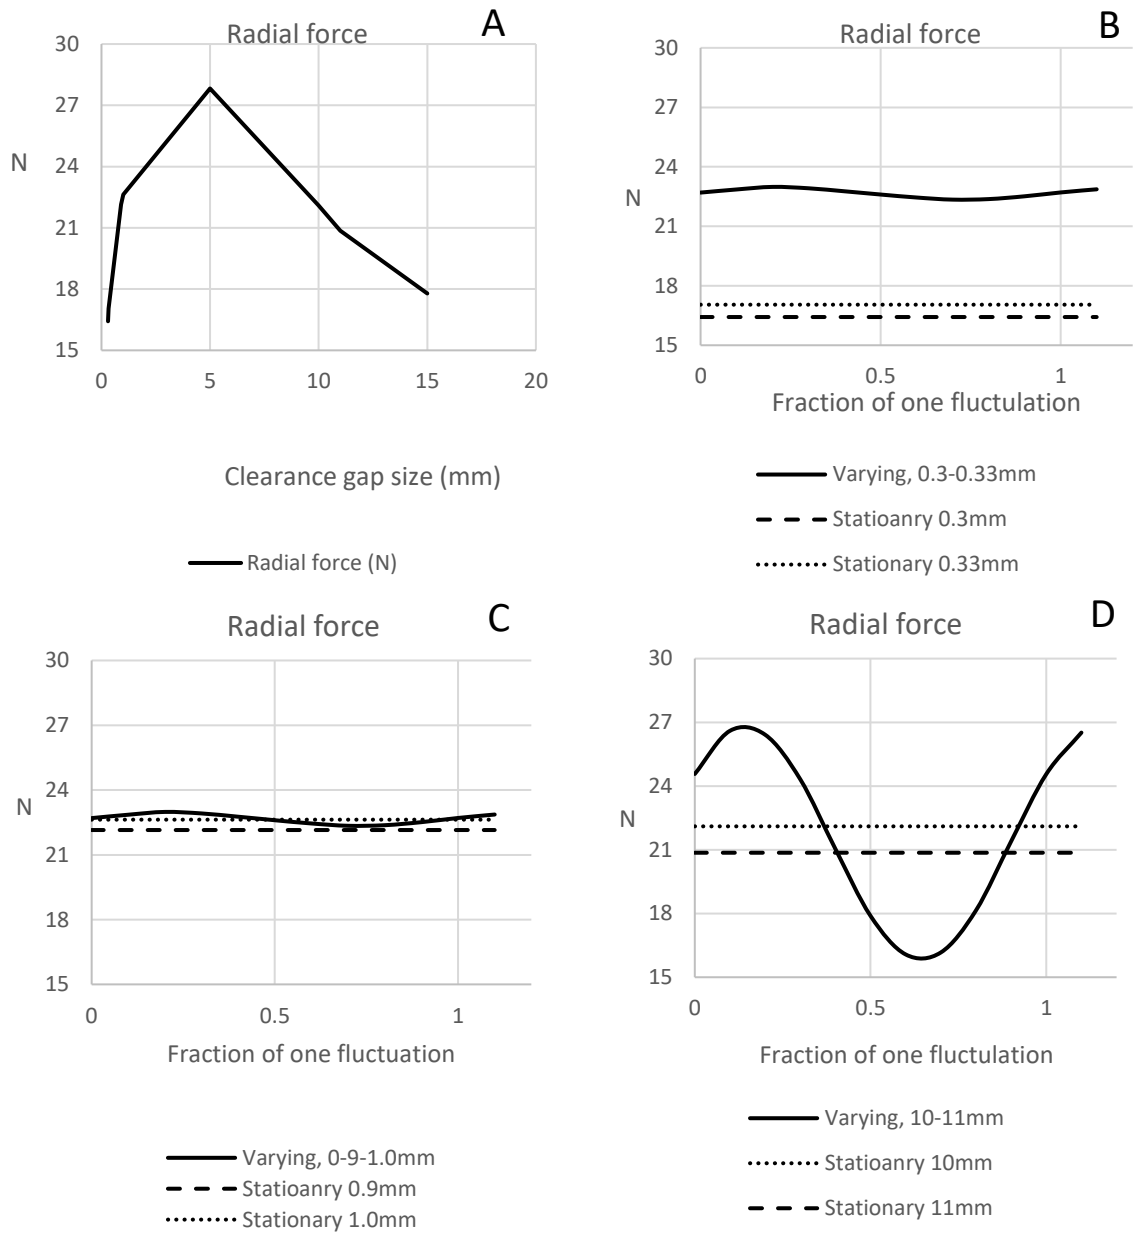 Radial force
A
30
27
24
21
18
15
N
0
5
10
15
20
Clearance gap size (mm)
Radial force (N)
Radial force
B
30
27
24
21
18
15
N
0
0.5
1
Fraction of one fluctulation
Varying, 0.3-0.33mm
Statioanry 0.3mm
Stationary 0.33mm
Radial force
C
30
27
24
21
18
15
N
0
0.5
1
Fraction of one fluctuation
Varying, 0-9-1.0mm
Statioanry 0.9mm
Stationary 1.0mm
Radial force
D
30
27
24
21
18
15
N
0
0.5
1
Fraction of one fluctulation
Varying, 10-11mm
Statioanry 10mm
Stationary 11mm